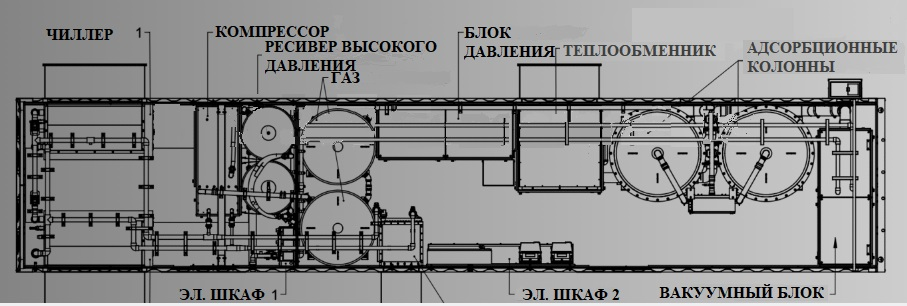 ЧИЛЛЕР
1
КОМПРЕССОР
РЕСИВЕР ВЫСОКОГО
ДАВЛЕНИЯ
ГАЗ
БЛОК
ДАВЛЕНИЯ
ТЕПЛООБМЕННИК
АДСОРБЦИОННЫЕ
КОЛОННЫ
ЭЛ. ШКАФ 1
ЭЛ. ШКАФ 2
ВАКУУМНЫЙ БЛОК